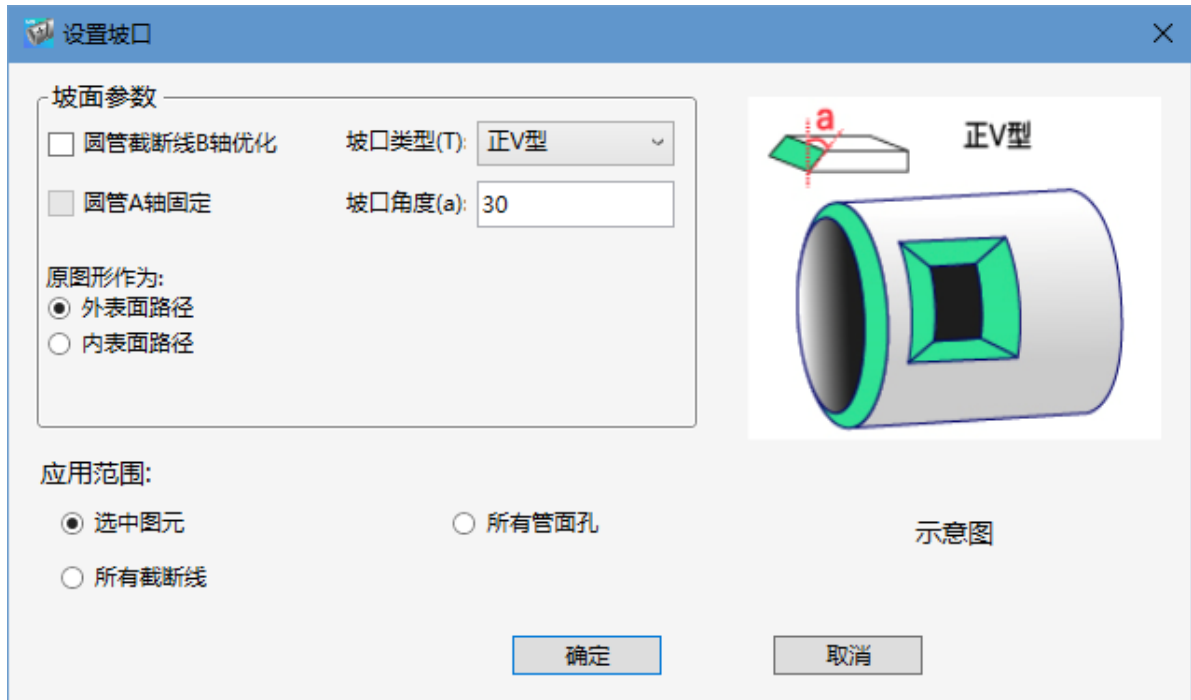 设置坡口
坡面参数
圆管截断线B轴优化
坡口类型(T): 正V型
圆管A轴固定
坡口角度(a): 30
原图形作为:
外表面路径
内表面路径
a
正V型
应用范围:
选中图元
所有管面孔
所有截断线
示意图
确定
取消